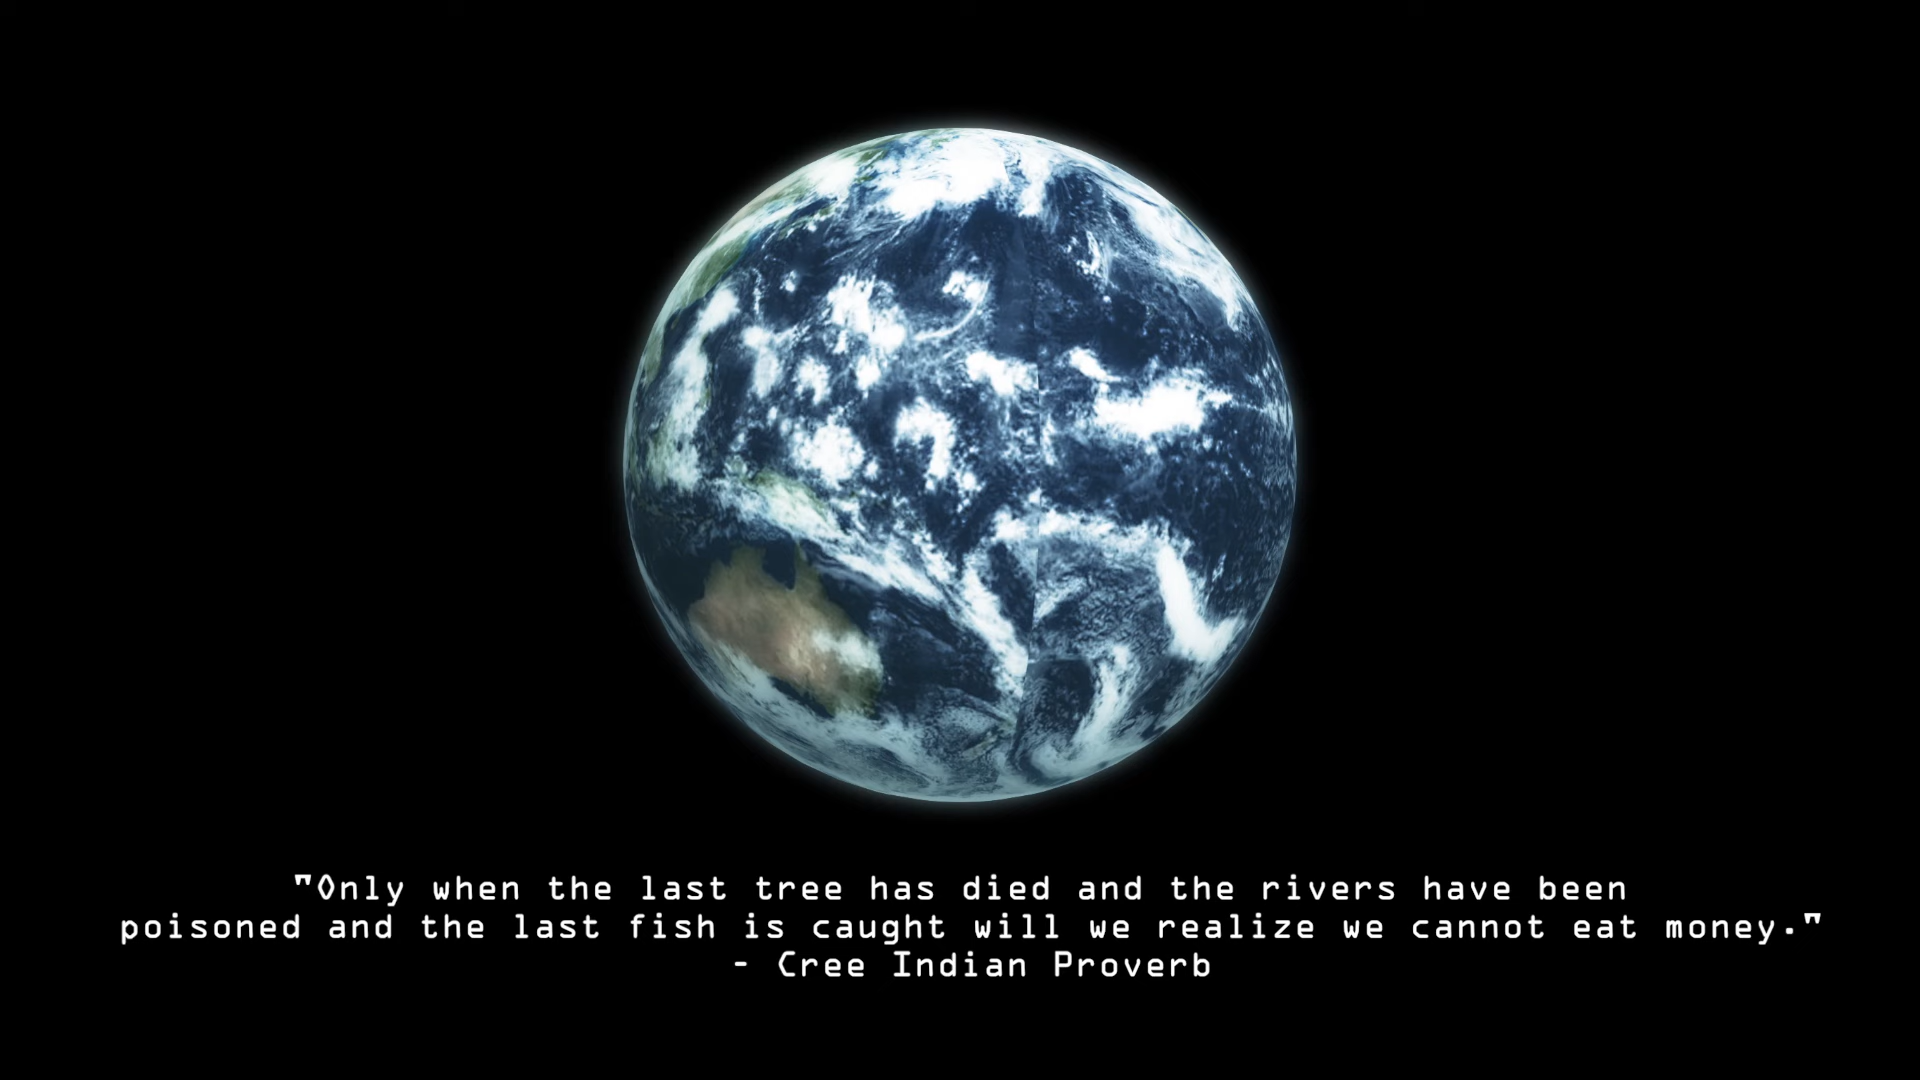 "Only when the last tree has died and the rivers have been
poisoned and the last fish is caught will we realize we cannot eat money."
- Cree Indian Proverb